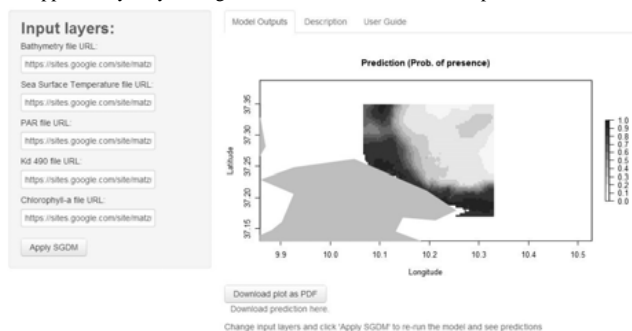 Input layers:
Bathymetry file URL:
https://sites.google.com/site/matz
Sea Surface Temperature file URL:
https://sites.google.com/site/matz
PAR file URL:
https://sites.google.com/site/matz
Kd 490 file URL:
https://sites.google.com/site/matz
Chlorophyll-a file URL:
https://sites.google.com/site/matz
Apply SGDM
Model Outputs Description User Guide
Prediction (Prob. of presence)
Latitude
37.35
37.30
37.25
37.20
37.15
9.9 10.0 10.1 10.2 10.3 10.4 10.5
Longitude
1.0
0.9
0.8
0.7
0.6
0.5
0.4
0.3
0.2
0.1
0.0
Download plot as PDF
Download prediction here.
Change input layers and click 'Apply SGDM' to re-run the model and see predictions